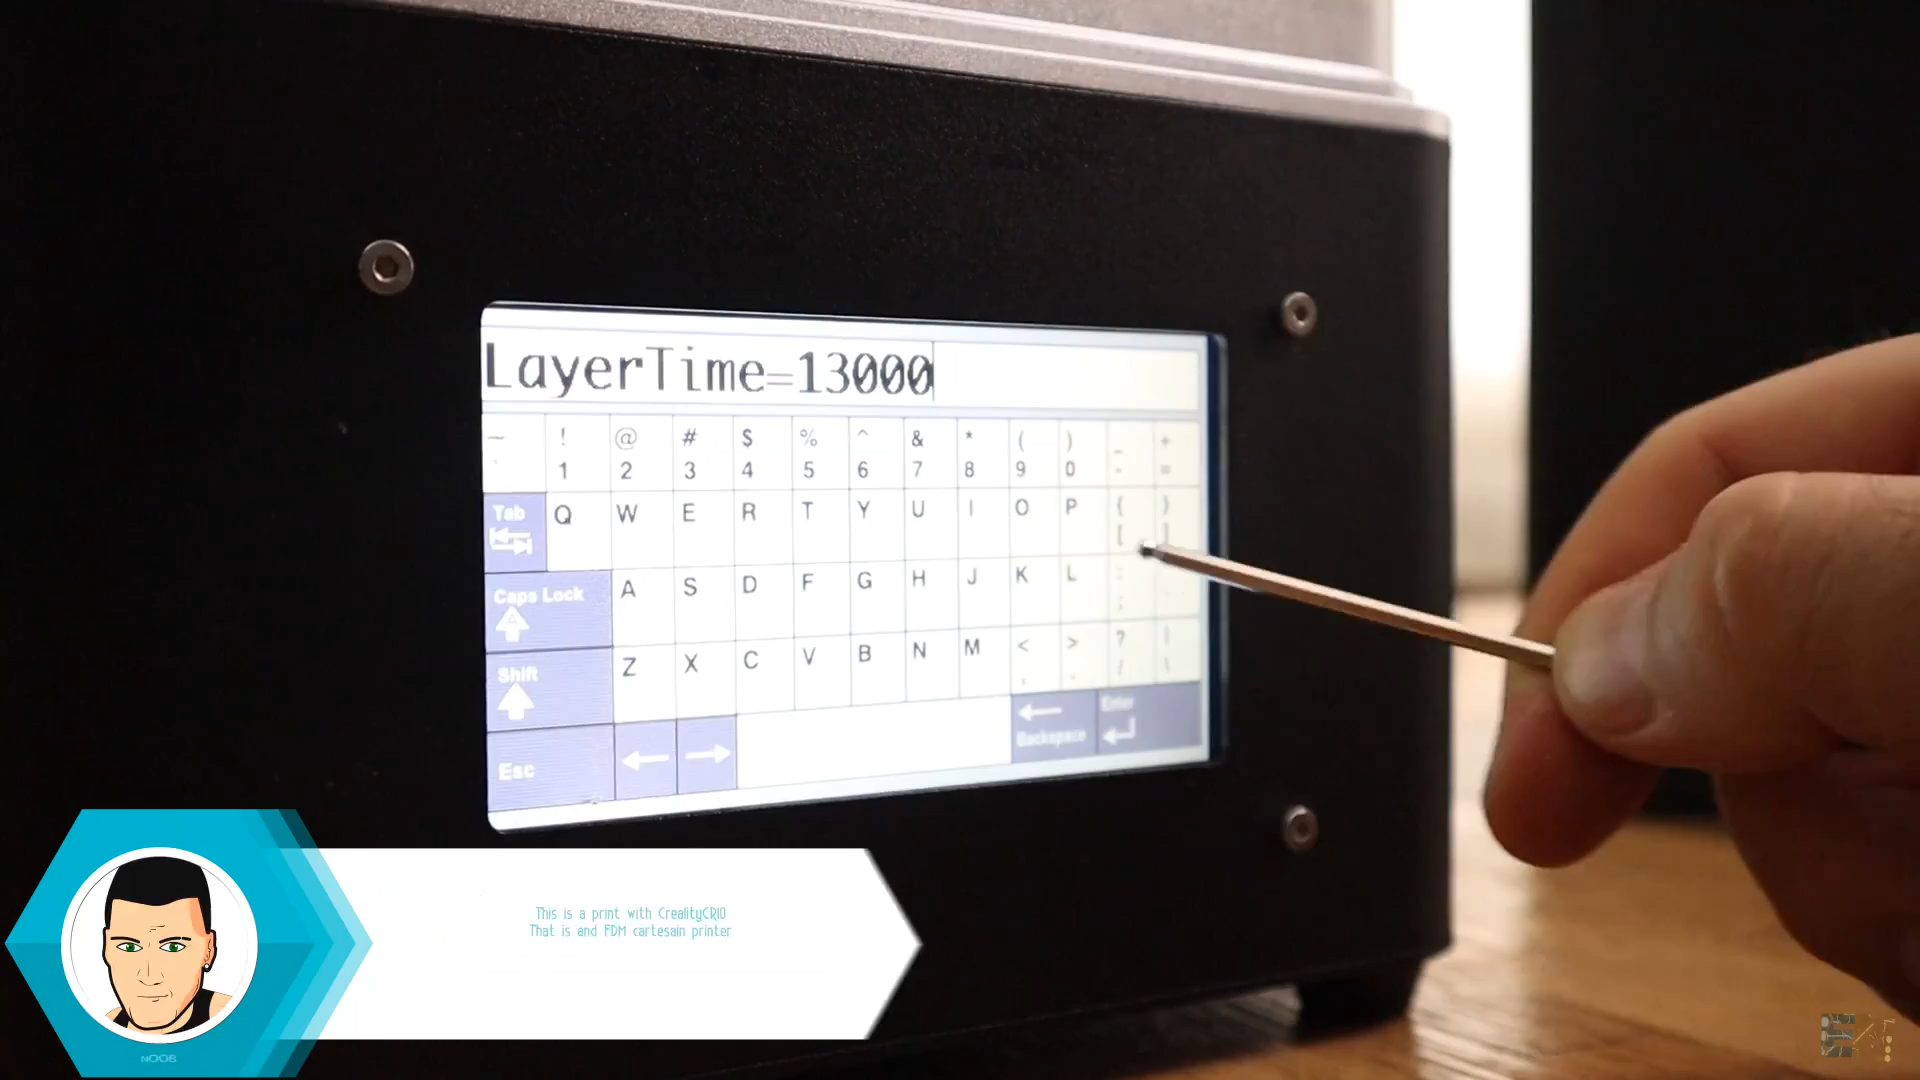 LayerTime=13000
~ ! @ # $ % ^ & * ( ) _ +
` 1 2 3 4 5 6 7 8 9 0 - =
Tab Q W E R T Y U I O P { }
[ ]
Caps Lock A S D F G H J K L :
;
Shift Z X C V B N M < > ? |
, . / \
Esc Backspace Enter
This is a print with CrealityCR10
That is and FDM cartesain printer
NOOB